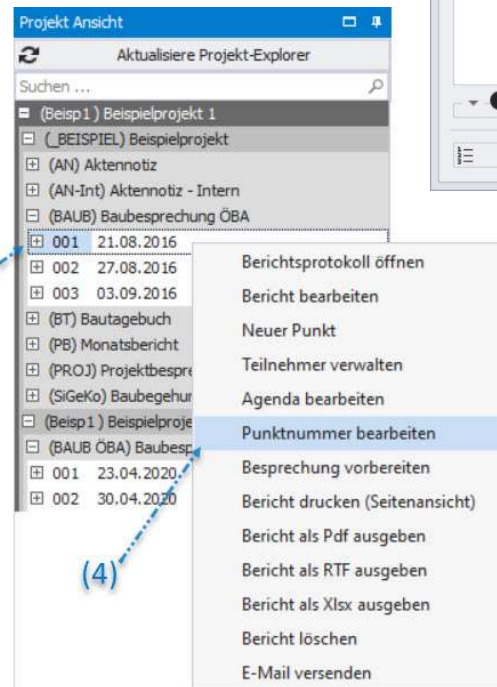 Projekt Ansicht
Aktualisiere Projekt-Explorer
Suchen ...
(Beisp1) Beispielprojekt 1
(_BEISPIEL) Beispielprojekt
(AN) Aktennotiz
(AN-Int) Aktennotiz - Intern
(BAUB) Baubesprechung ÖBA
001 21.08.2016
002 27.08.2016
003 03.09.2016
(BT) Bautagebuch
(PB) Monatsbericht
(PROJ) Projektbespre
(SiGeKo) Baubegehur
(Beisp1) Beispielproje
(BAUB ÖBA) Baubesp
001 23.04.2020
002 30.04.2020
(4)
Berichtsprotokoll öffnen
Bericht bearbeiten
Neuer Punkt
Teilnehmer verwalten
Agenda bearbeiten
Punktnummer bearbeiten
Besprechung vorbereiten
Bericht drucken (Seitenansicht)
Bericht als Pdf ausgeben
Bericht als RTF ausgeben
Bericht als Xlsx ausgeben
Bericht löschen
E-Mail versenden